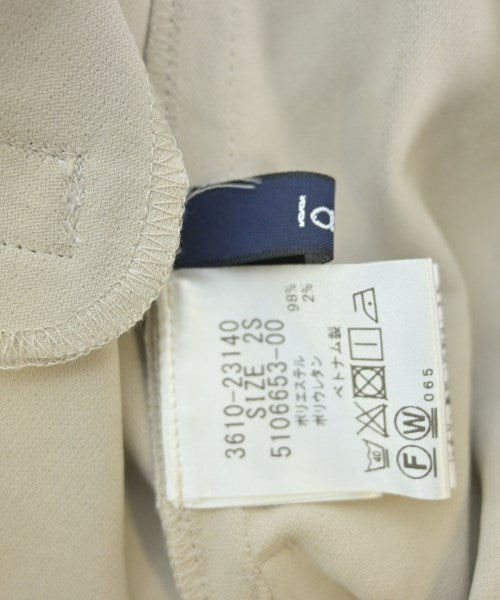 3610-23140
SIZE 2S
5106653-00
ポリエステル 98%
ポリウレタン 2%
ベトナム製
40
F W
065